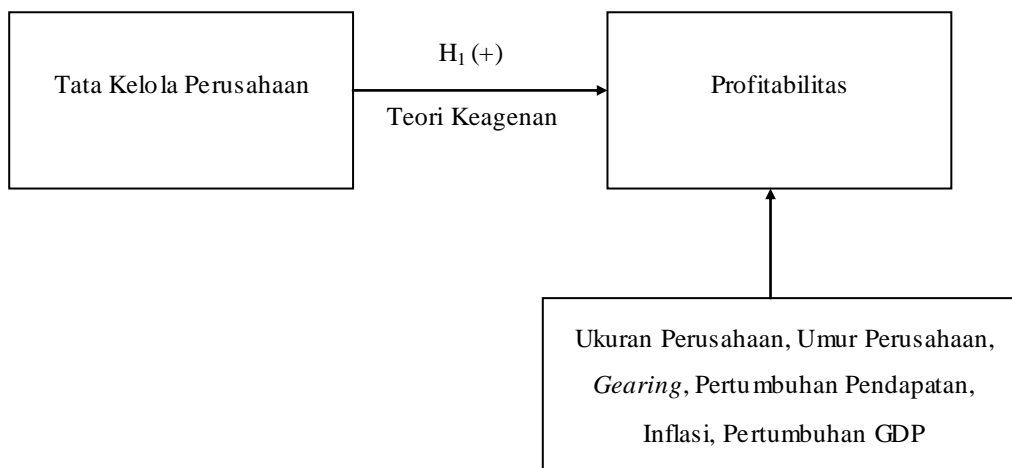 H₁ (+)
Tata Kelola Perusahaan
Profitabilitas
Teori Keagenan
Ukuran Perusahaan, Umur Perusahaan,
Gearing, Pertumbuhan Pendapatan,
Inflasi, Pertumbuhan GDP